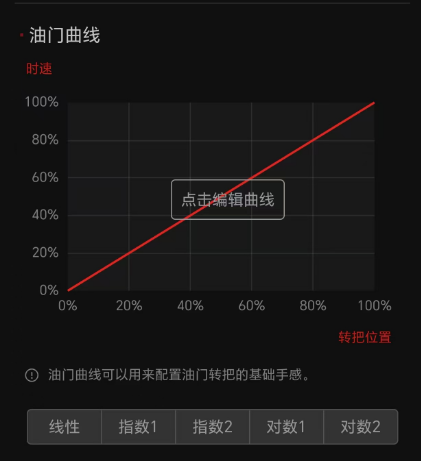 油门曲线
时速
100%
80%
60%
点击编辑曲线
40%
20%
0%
0% 20% 40% 60% 80% 100%
转把位置
油门曲线可以用来配置油门转把的基础手感。
线性 指数1 指数2 对数1 对数2